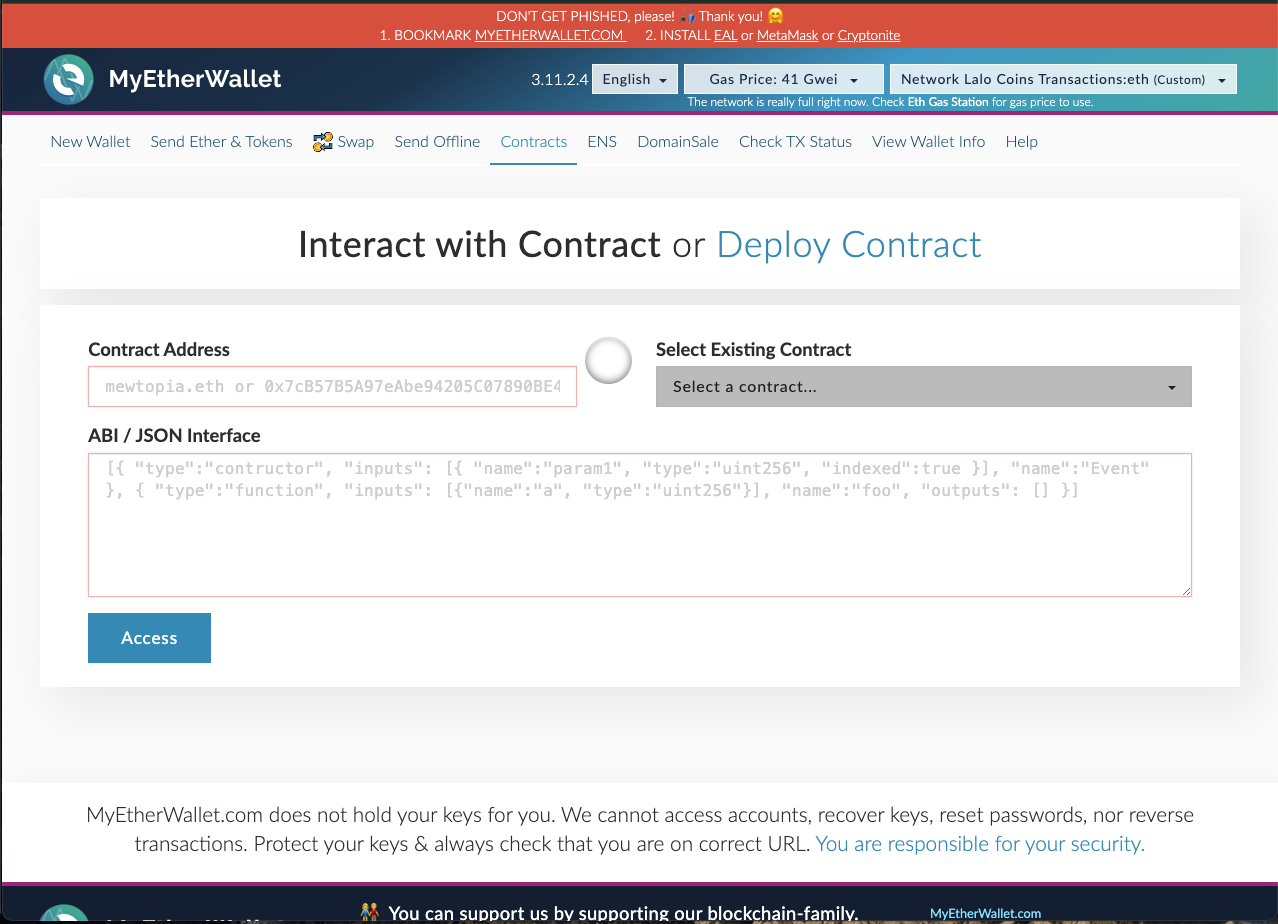 DON'T GET PHISHED, please! 🎣 Thank you! 🤗
1. BOOKMARK MYETHERWALLET.COM 2. INSTALL EAL or MetaMask or Cryptonite
MyEtherWallet
3.11.2.4 English Gas Price: 41 Gwei Network Lalo Coins Transactions:eth (Custom)
The network is really full right now. Check Eth Gas Station for gas price to use.
New Wallet Send Ether & Tokens Swap Send Offline Contracts ENS DomainSale Check TX Status View Wallet Info Help
Interact with Contract or Deploy Contract
Contract Address
mewtopia.eth or 0x7cB57B5A97eAbe94205C07890BE4
Select Existing Contract
Select a contract...
ABI / JSON Interface
[{ "type":"contructor", "inputs": [{ "name":"param1", "type":"uint256", "indexed":true }], "name":"Event"
}, { "type":"function", "inputs": [{"name":"a", "type":"uint256"}], "name":"foo", "outputs": [] }]
Access
MyEtherWallet.com does not hold your keys for you. We cannot access accounts, recover keys, reset passwords, nor reverse
transactions. Protect your keys & always check that you are on correct URL. You are responsible for your security.
You can support us by supporting our blockchain-family.
MyEtherWallet.com